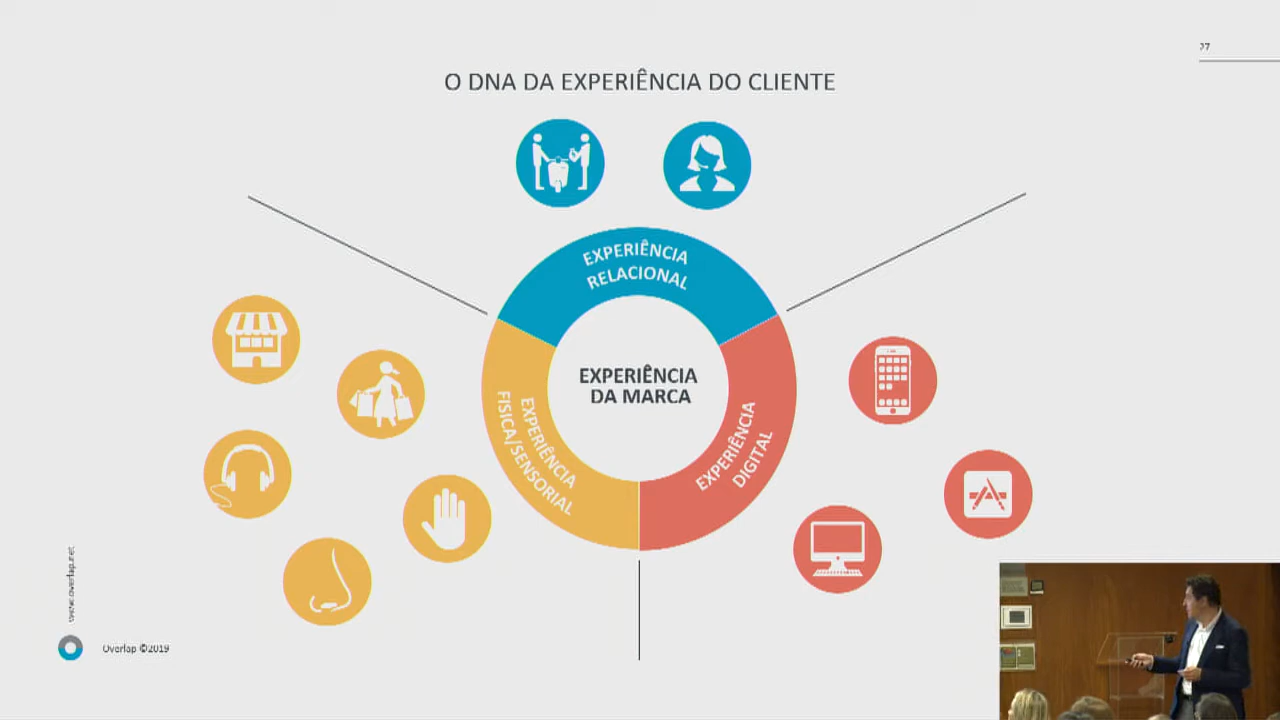 27
O DNA DA EXPERIÊNCIA DO CLIENTE
EXPERIÊNCIA
RELACIONAL
EXPERIÊNCIA
DA MARCA
EXPERIÊNCIA
FISICA/SENSORIAL
EXPERIÊNCIA
DIGITAL
www.overlap.net
Overlap ©2019